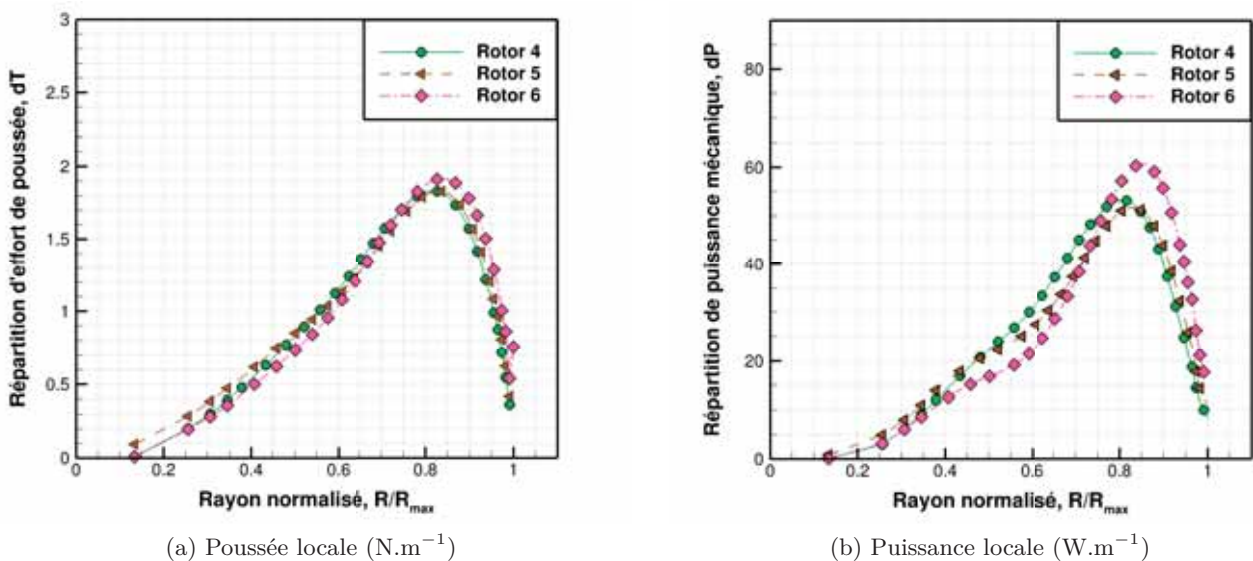 Répartition d'effort de poussée, dT
3
2.5
2
1.5
1
0.5
0
0 0.2 0.4 0.6 0.8 1
Rayon normalisé, R/Rmax
Rotor 4
Rotor 5
Rotor 6
(a) Poussée locale (N.m⁻¹)
Répartition de puissance mécanique, dP
80
60
40
20
0
0 0.2 0.4 0.6 0.8 1
Rayon normalisé, R/Rmax
Rotor 4
Rotor 5
Rotor 6
(b) Puissance locale (W.m⁻¹)